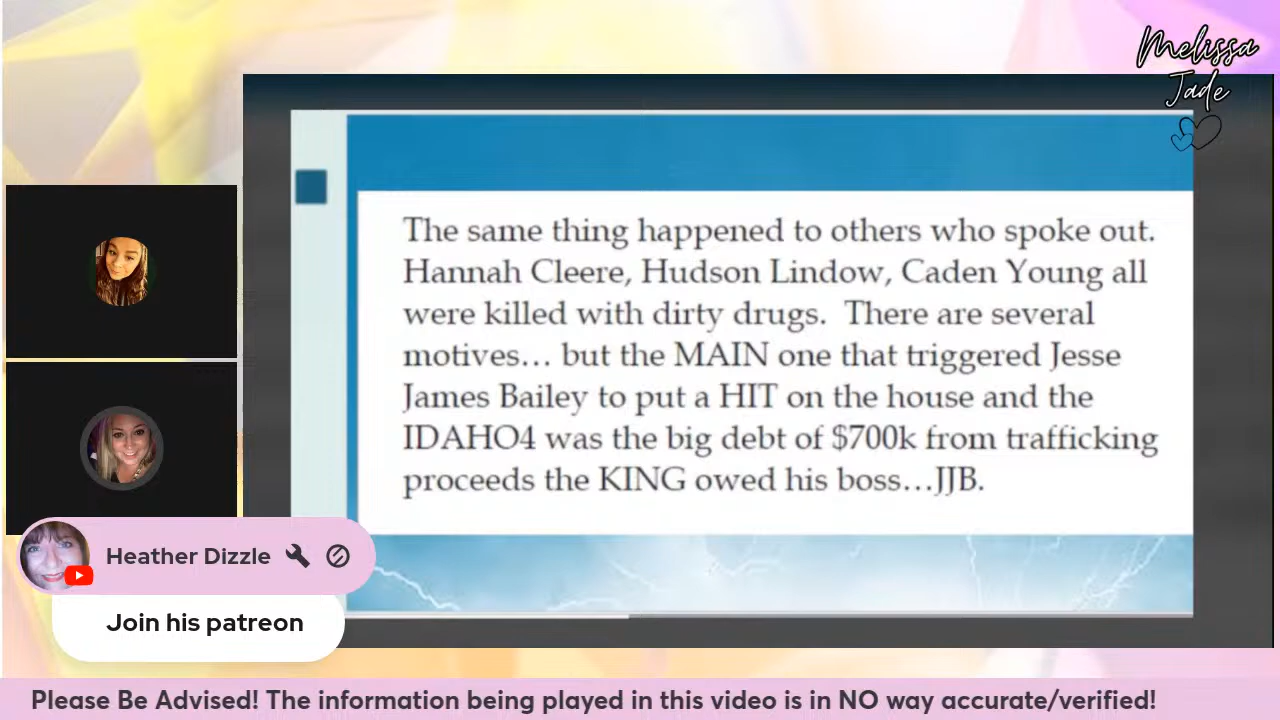 Melissa
Jade
The same thing happened to others who spoke out.
Hannah Cleere, Hudson Lindow, Caden Young all
were killed with dirty drugs.  There are several
motives... but the MAIN one that triggered Jesse
James Bailey to put a HIT on the house and the
IDAHO4 was the big debt of $700k from trafficking
proceeds the KING owed his boss...JJB.
Heather Dizzle
Join his patreon
Please Be Advised! The information being played in this video is in NO way accurate/verified!